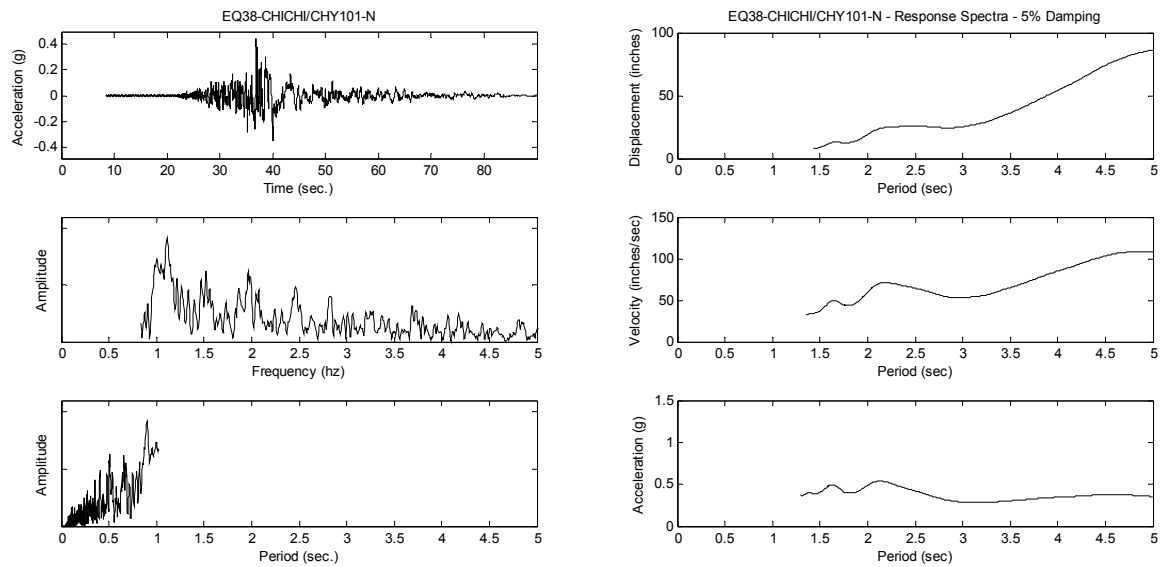 EQ38-CHICHI/CHY101-N
Acceleration (g)
0.4
0.2
0
-0.2
-0.4
0 10 20 30 40 50 60 70 80
Time (sec.)
Amplitude
0 0.5 1 1.5 2 2.5 3 3.5 4 4.5 5
Frequency (hz)
Amplitude
0 0.5 1 1.5 2 2.5 3 3.5 4 4.5 5
Period (sec.)
EQ38-CHICHI/CHY101-N - Response Spectra - 5% Damping
Displacement (inches)
100
50
0
0 0.5 1 1.5 2 2.5 3 3.5 4 4.5 5
Period (sec)
Velocity (inches/sec)
150
100
50
0
0 0.5 1 1.5 2 2.5 3 3.5 4 4.5 5
Period (sec)
Acceleration (g)
1.5
1
0.5
0
0 0.5 1 1.5 2 2.5 3 3.5 4 4.5 5
Period (sec)